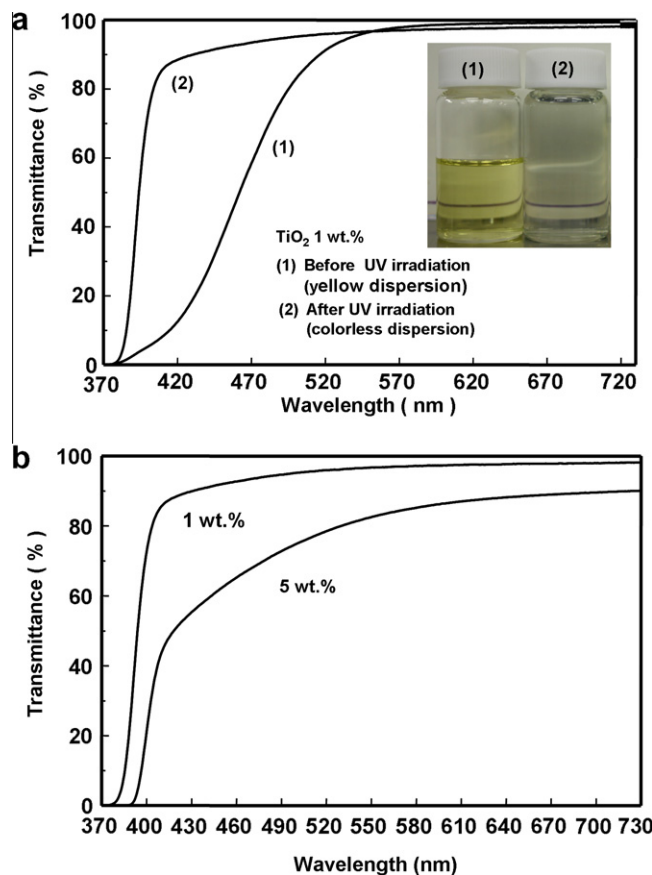 a
100
80
60
40
20
0
Transmittance ( % )
(2)
(1)
(1) (2)
TiO2 1 wt.%
(1) Before UV irradiation
(yellow dispersion)
(2) After UV irradiation
(colorless dispersion)
370 420 470 520 570 620 670 720
Wavelength ( nm )
b
100
80
60
40
20
0
Transmittance ( % )
1 wt.%
5 wt.%
370 400 430 460 490 520 550 580 610 640 670 700 730
Wavelength (nm)